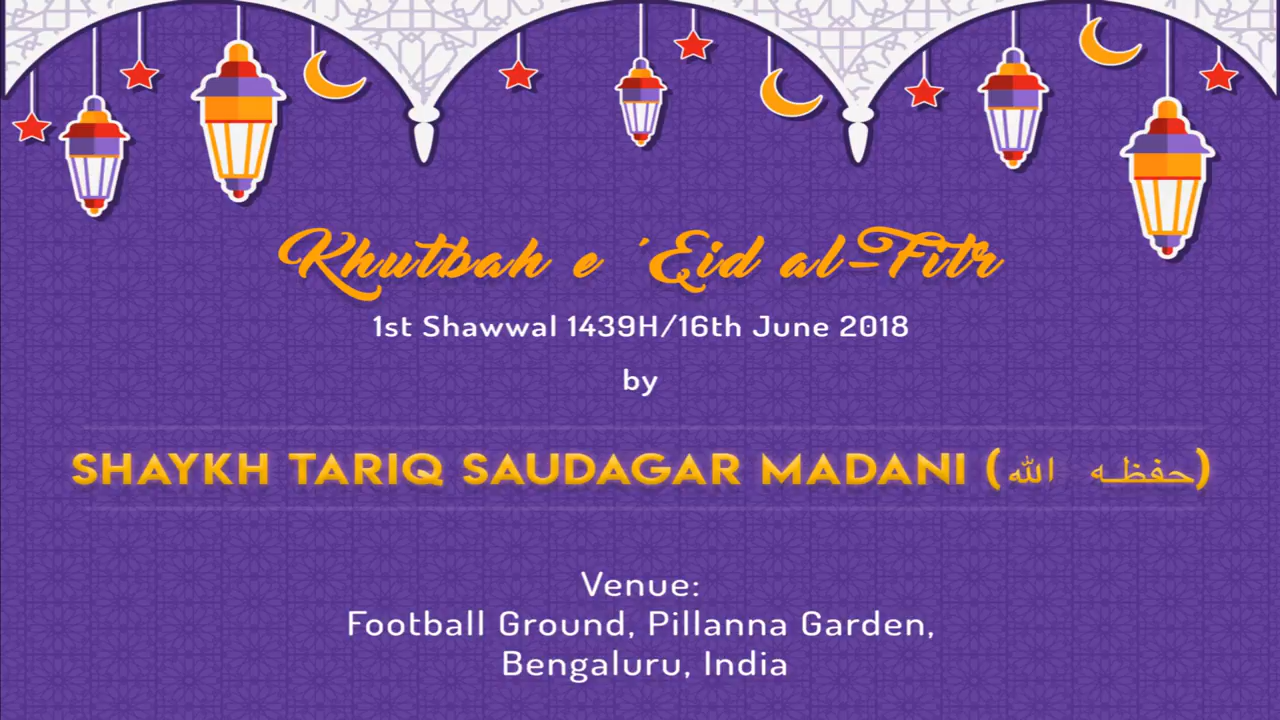 Khutbah e 'Eid al-Fitr
1st Shawwal 1439H/16th June 2018
by
SHAYKH TARIQ SAUDAGAR MADANI (حفظه الله)
Venue:
Football Ground, Pillanna Garden,
Bengaluru, India